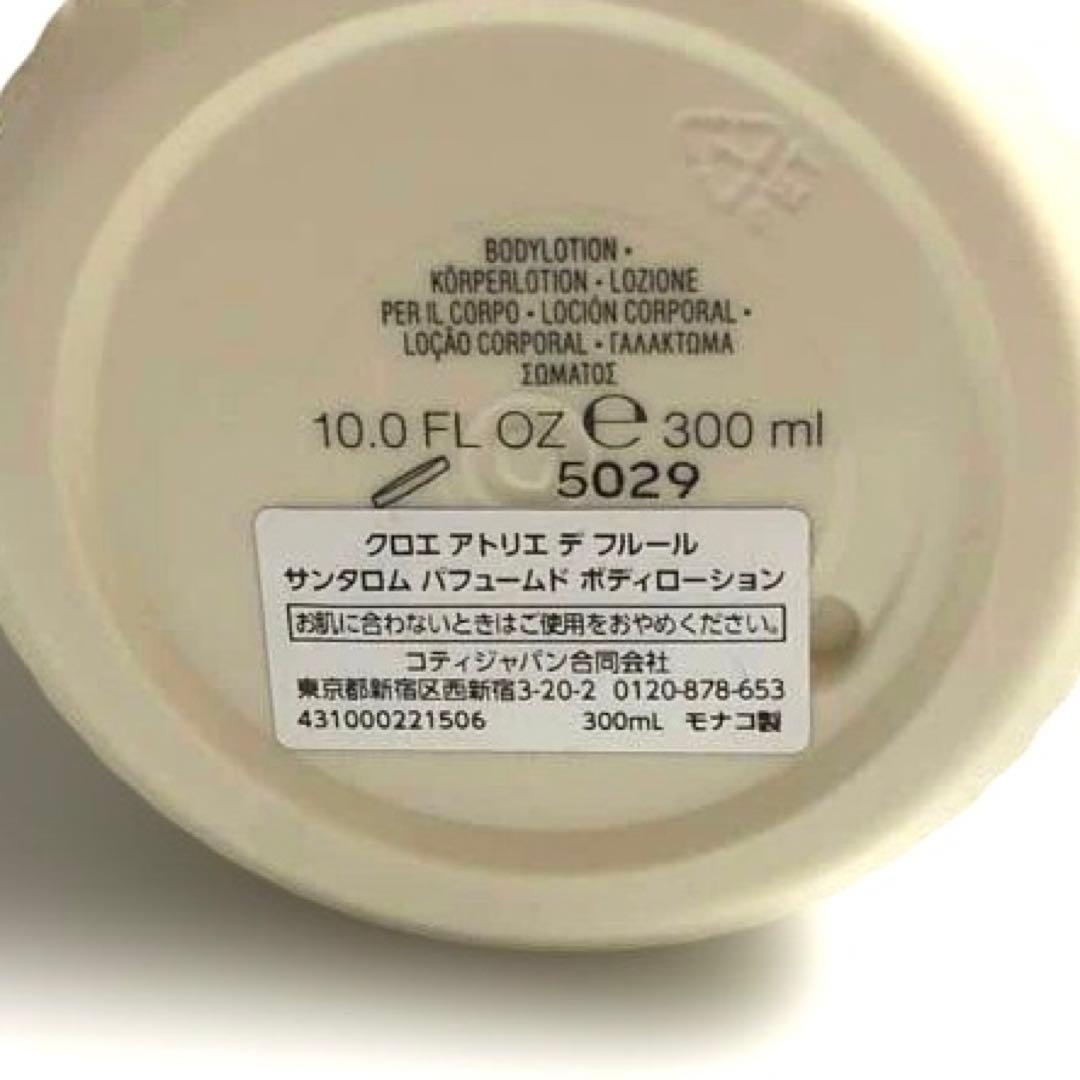 BODYLOTION •
KÖRPERLOTION • LOZIONE
PER IL CORPO • LOCIÓN CORPORAL •
LOÇÃO CORPORAL • ΓΑΛΑΚΤΩΜΑ
ΣΩΜΑΤΟΣ
10.0 FL OZ ℮ 300 ml
5029
クロエ アトリエ デ フルール
サンタロム パフュームド ボディローション
お肌に合わないときはご使用をおやめください。
コティジャパン合同会社
東京都新宿区西新宿3-20-2 0120-878-653
431000221506 300mL モナコ製